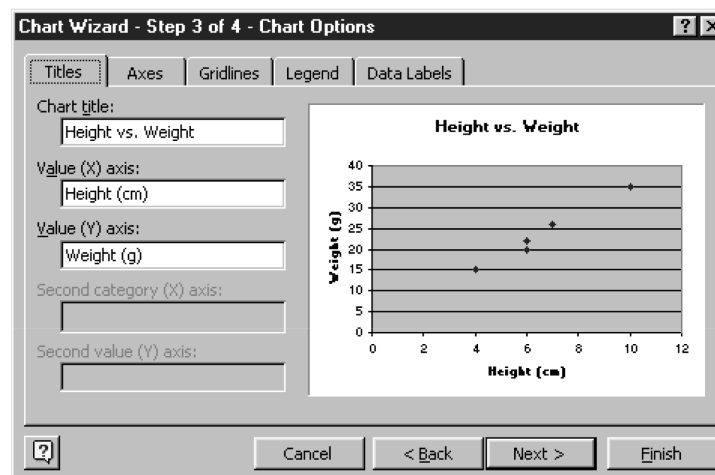 Chart Wizard - Step 3 of 4 - Chart Options
Titles
Axes
Gridlines
Legend
Data Labels
Chart title:
Height vs. Weight
Value (X) axis:
Height (cm)
Value (Y) axis:
Weight (g)
Second category (X) axis:
Second value (Y) axis:
Height vs. Weight
Weight (g)
40
35
30
25
20
15
10
5
0
0 2 4 6 8 10 12
Height (cm)
Cancel
< Back
Next >
Finish